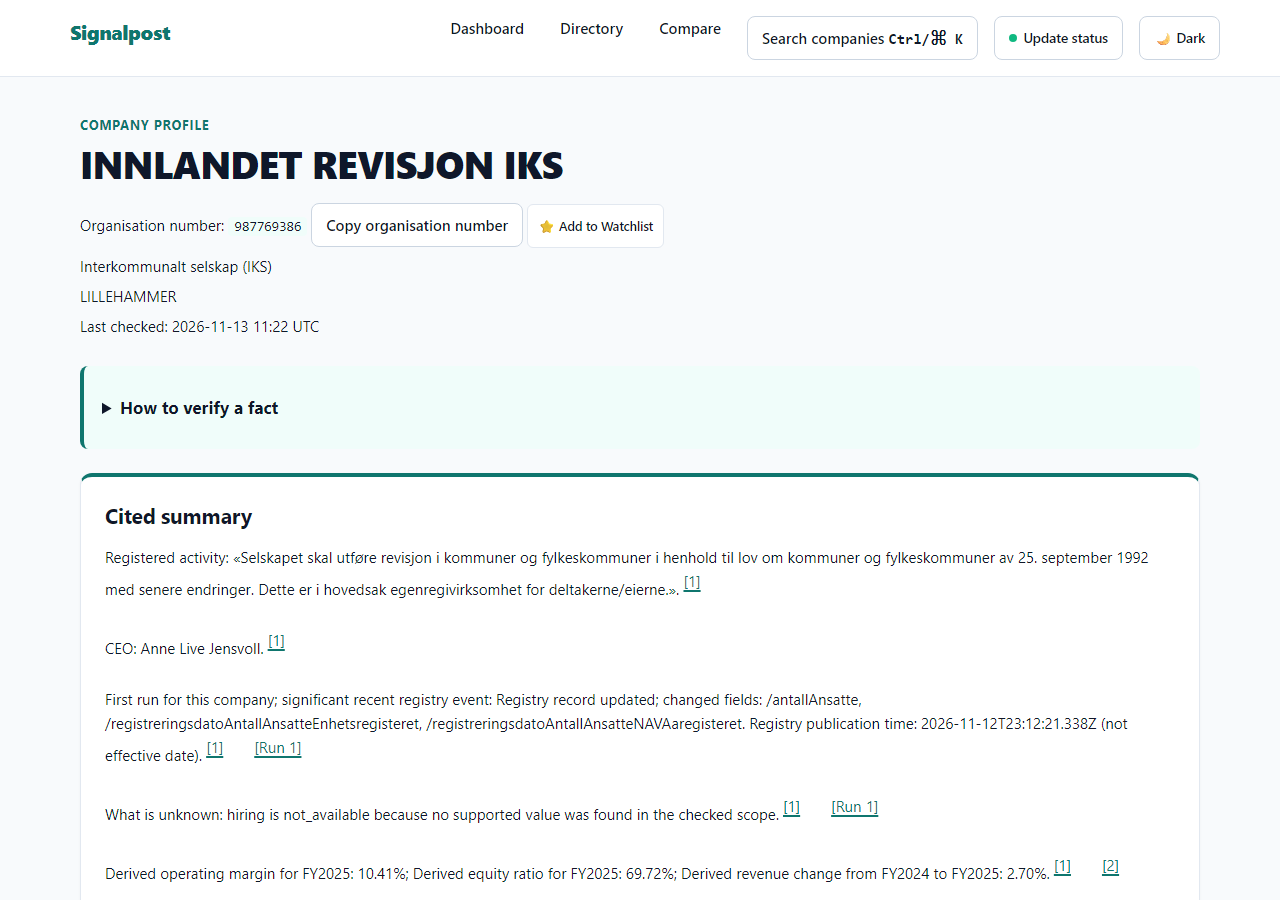 Signalpost
Dashboard
Directory
Compare
Search companies Ctrl/⌘ K
Update status
🌙 Dark
COMPANY PROFILE
INNLANDET REVISJON IKS
Organisation number: 987769386
Copy organisation number
⭐ Add to Watchlist
Interkommunalt selskap (IKS)
LILLEHAMMER
Last checked: 2026-11-13 11:22 UTC
▶ How to verify a fact
Cited summary
Registered activity: «Selskapet skal utføre revisjon i kommuner og fylkeskommuner i henhold til lov om kommuner og fylkeskommuner av 25. september 1992
med senere endringer. Dette er i hovedsak egenregivirksomhet for deltakerne/eierne.». [1]
CEO: Anne Live Jensvoll. [1]
First run for this company; significant recent registry event: Registry record updated; changed fields: /antallAnsatte,
/registreringsdatoAntallAnsatteEnhetsregisteret, /registreringsdatoAntallAnsatteNAVAaregisteret. Registry publication time: 2026-11-12T23:12:21.338Z (not
effective date). [1] [Run 1]
What is unknown: hiring is not_available because no supported value was found in the checked scope. [1] [Run 1]
Derived operating margin for FY2025: 10.41%; Derived equity ratio for FY2025: 69.72%; Derived revenue change from FY2024 to FY2025: 2.70%. [1] [2]